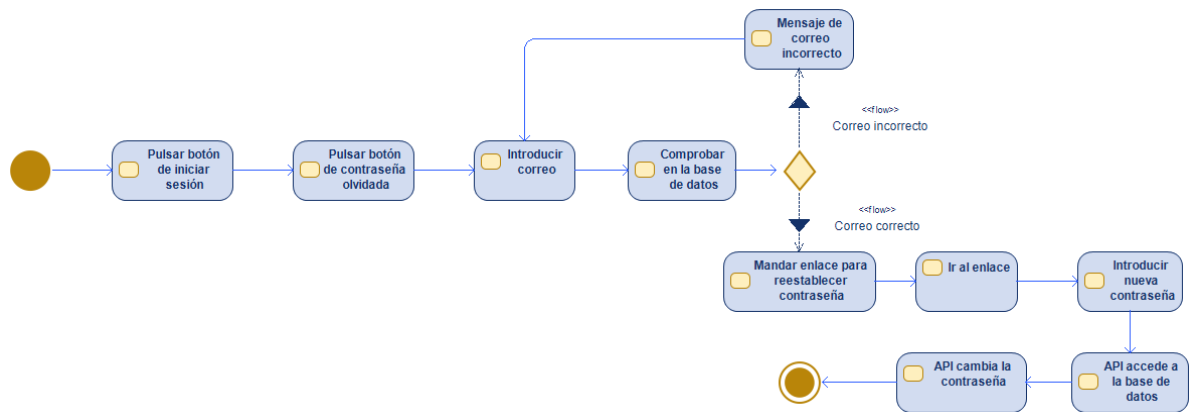 Mensaje de
correo
incorrecto
<<flow>>
Correo incorrecto
Pulsar botón
de iniciar
sesión
Pulsar botón
de contraseña
olvidada
Introducir
correo
Comprobar
en la base
de datos
<<flow>>
Correo correcto
Mandar enlace para
reestablecer
contraseña
Ir al enlace
Introducir
nueva
contraseña
API cambia la
contraseña
API accede a
la base de
datos